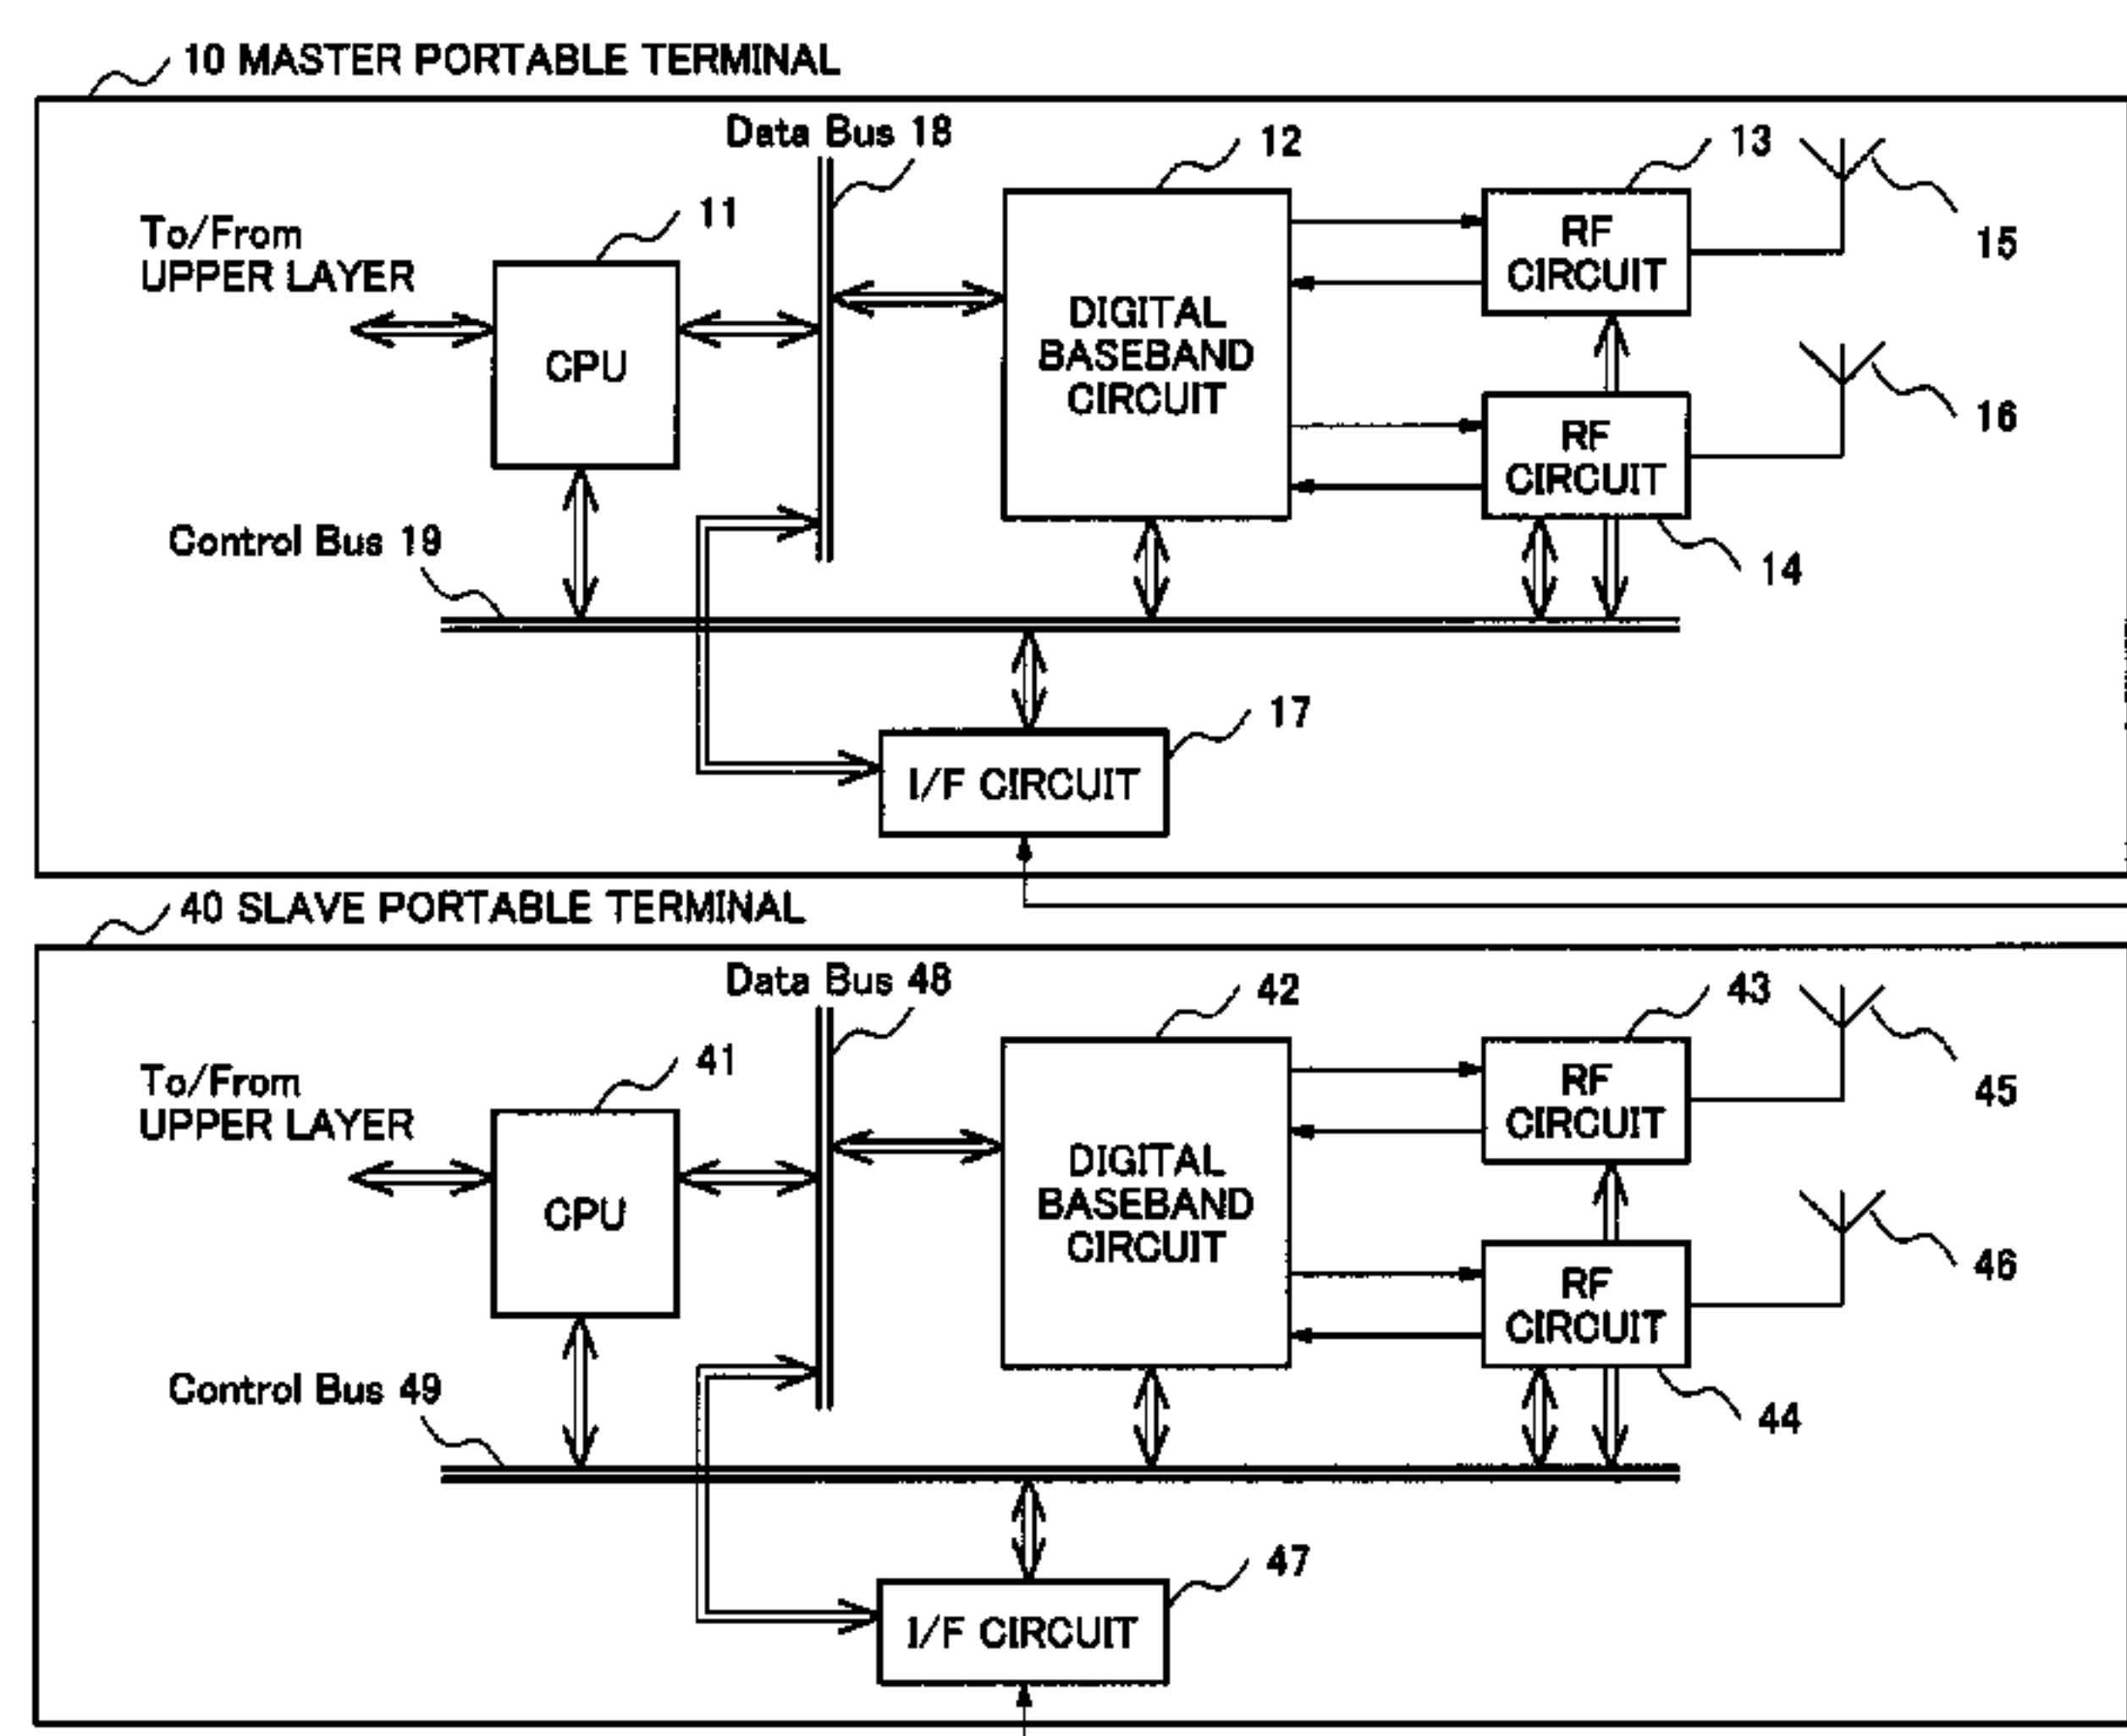 10 MASTER PORTABLE TERMINAL
Data Bus 18
12
13
15
To/From
UPPER LAYER
11
CPU
DIGITAL
BASEBAND
CIRCUIT
RF
CIRCUIT
16
RF
CIRCUIT
14
Control Bus 19
17
I/F CIRCUIT
40 SLAVE PORTABLE TERMINAL
Data Bus 48
42
43
45
To/From
UPPER LAYER
41
CPU
DIGITAL
BASEBAND
CIRCUIT
RF
CIRCUIT
46
RF
CIRCUIT
44
Control Bus 49
47
I/F CIRCUIT